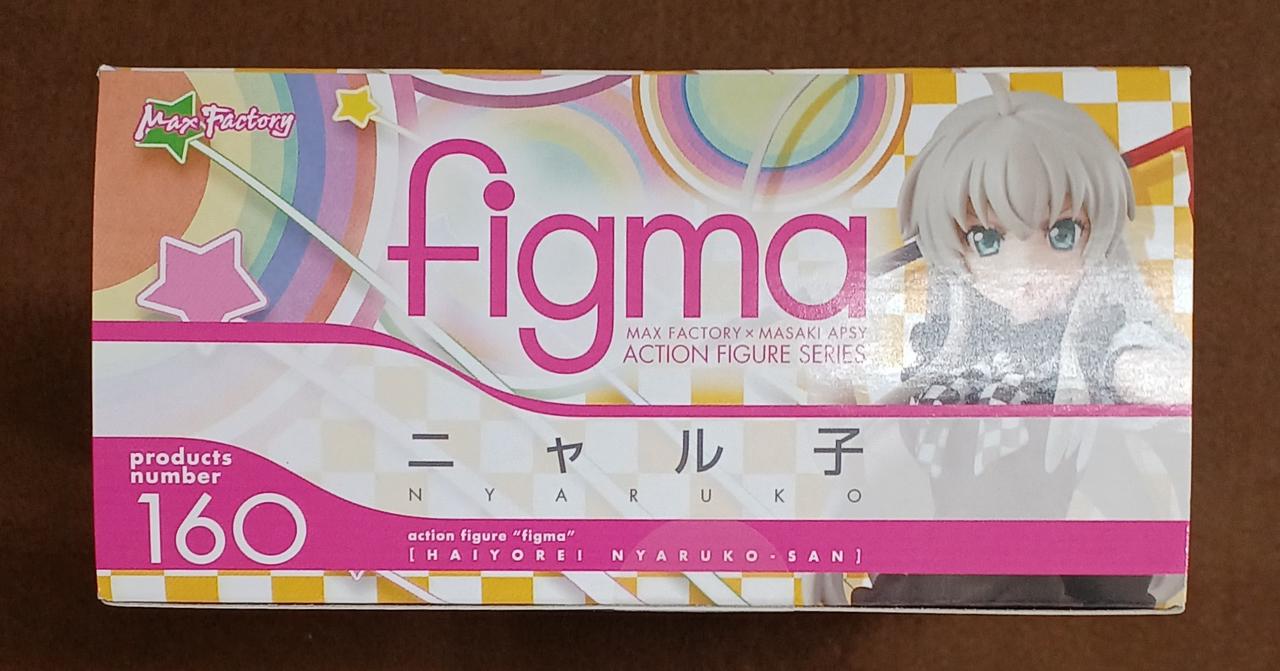 Max Factory
figma
MAX FACTORY × MASAKI APSY
ACTION FIGURE SERIES
ニャル子
NYARUKO
products
number
160
action figure "figma"
[HAIYORE! NYARUKO-SAN]